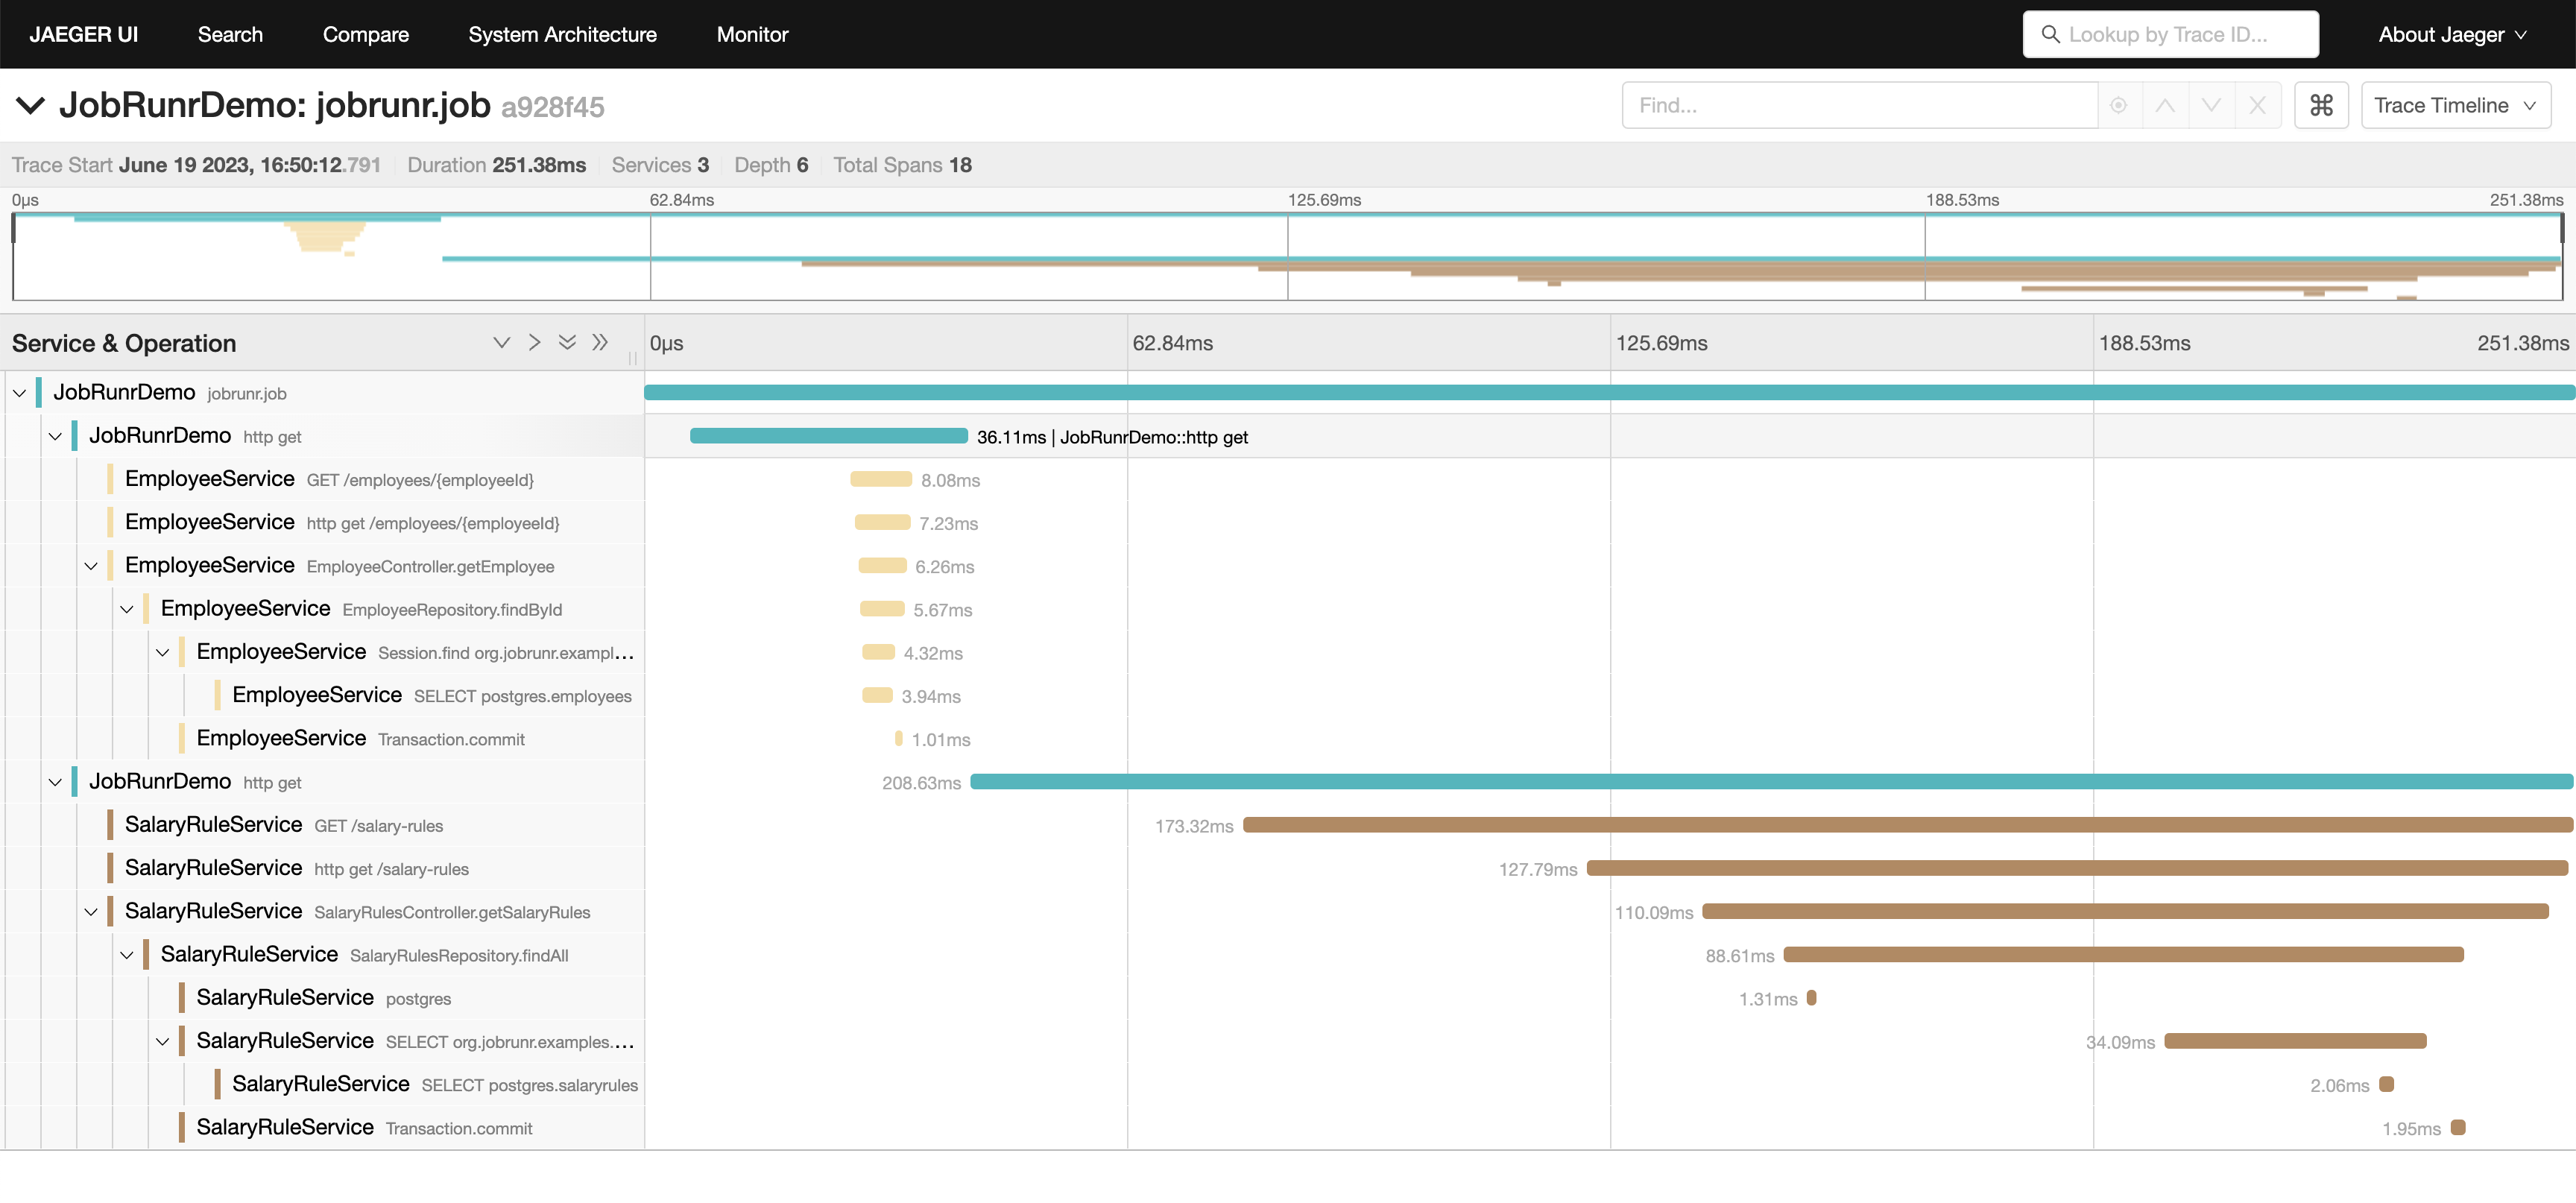 JAEGER UI Search Compare System Architecture Monitor Lookup by Trace ID... About Jaeger
JobRunrDemo: jobrunr.job a928f45 Find... Trace Timeline
Trace Start June 19 2023, 16:50:12.791 Duration 251.38ms Services 3 Depth 6 Total Spans 18
0μs 62.84ms 125.69ms 188.53ms 251.38ms
Service & Operation 0μs 62.84ms 125.69ms 188.53ms 251.38ms
JobRunrDemo jobrunr.job
JobRunrDemo http get 36.11ms | JobRunrDemo::http get
EmployeeService GET /employees/{employeeId} 8.08ms
EmployeeService http get /employees/{employeeId} 7.23ms
EmployeeService EmployeeController.getEmployee 6.26ms
EmployeeService EmployeeRepository.findById 5.67ms
EmployeeService Session.find org.jobrunr.exampl... 4.32ms
EmployeeService SELECT postgres.employees 3.94ms
EmployeeService Transaction.commit 1.01ms
JobRunrDemo http get 208.63ms
SalaryRuleService GET /salary-rules 173.32ms
SalaryRuleService http get /salary-rules 127.79ms
SalaryRuleService SalaryRulesController.getSalaryRules 110.09ms
SalaryRuleService SalaryRulesRepository.findAll 88.61ms
SalaryRuleService postgres 1.31ms
SalaryRuleService SELECT org.jobrunr.examples.... 34.09ms
SalaryRuleService SELECT postgres.salaryrules 2.06ms
SalaryRuleService Transaction.commit 1.95ms